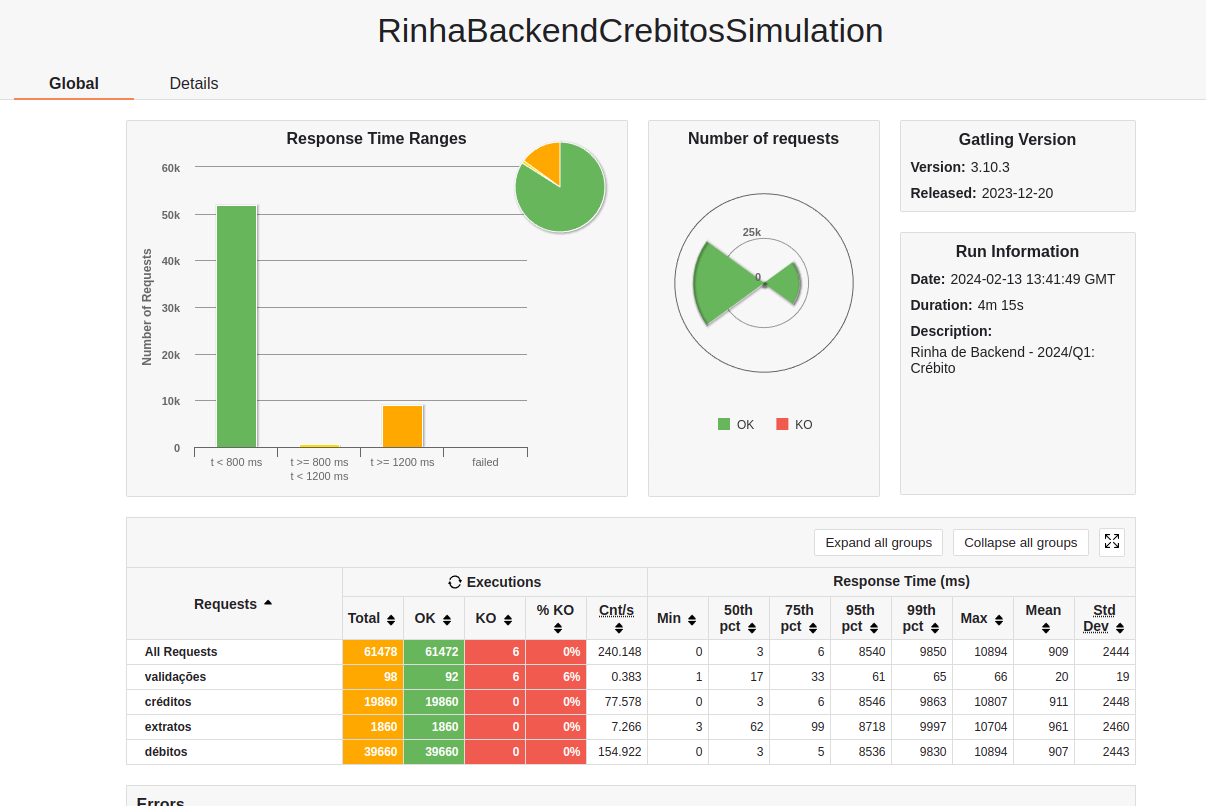 RinhaBackendCrebitosSimulation
Global
Details
Response Time Ranges
Number of Requests
60k
50k
40k
30k
20k
10k
0
t < 800 ms
t >= 800 ms
t < 1200 ms
t >= 1200 ms
failed
Number of requests
25k
0
OK
KO
Gatling Version
Version: 3.10.3
Released: 2023-12-20
Run Information
Date: 2024-02-13 13:41:49 GMT
Duration: 4m 15s
Description:
Rinha de Backend - 2024/Q1:
Crébito
Expand all groups
Collapse all groups
Requests
Executions
Response Time (ms)
Total OK KO % KO Cnt/s Min 50th pct 75th pct 95th pct 99th pct Max Mean Std Dev
All Requests 61478 61472 6 0% 240.148 0 3 6 8540 9850 10894 909 2444
validações 98 92 6 6% 0.383 1 17 33 61 65 66 20 19
créditos 19860 19860 0 0% 77.578 0 3 6 8546 9863 10807 911 2448
extratos 1860 1860 0 0% 7.266 3 62 99 8718 9997 10704 961 2460
débitos 39660 39660 0 0% 154.922 0 3 5 8536 9830 10894 907 2443
Errors